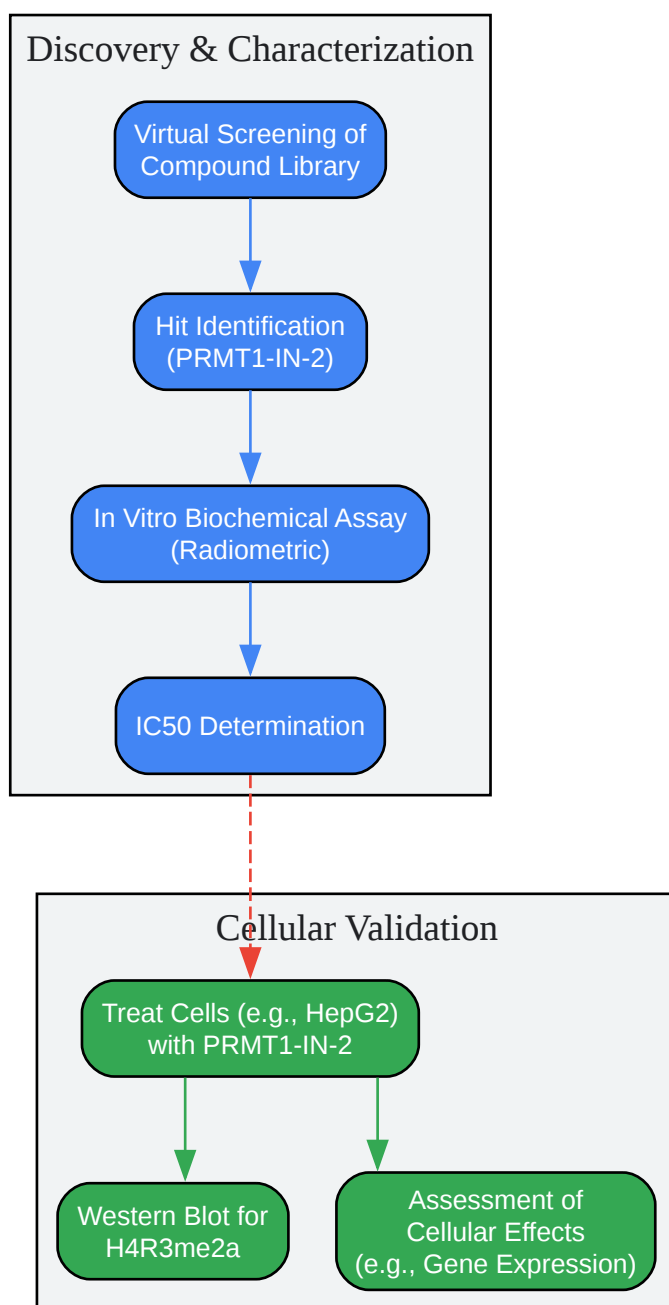 Discovery & Characterization
Virtual Screening of
Compound Library
Hit Identification
(PRMT1-IN-2)
In Vitro Biochemical Assay
(Radiometric)
IC50 Determination
Cellular Validation
Treat Cells (e.g., HepG2)
with PRMT1-IN-2
Western Blot for
H4R3me2a
Assessment of
Cellular Effects
(e.g., Gene Expression)